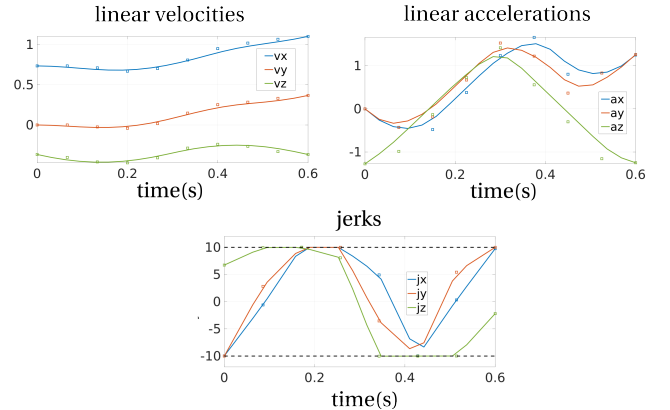 linear velocities
linear accelerations
1
0.5
0
vx
vy
vz
0
0.2
0.4
0.6
time(s)
1
0
-1
ax
ay
az
0
0.2
0.4
0.6
time(s)
jerks
10
5
0
-5
-10
jx
jy
jz
0
0.2
0.4
0.6
time(s)